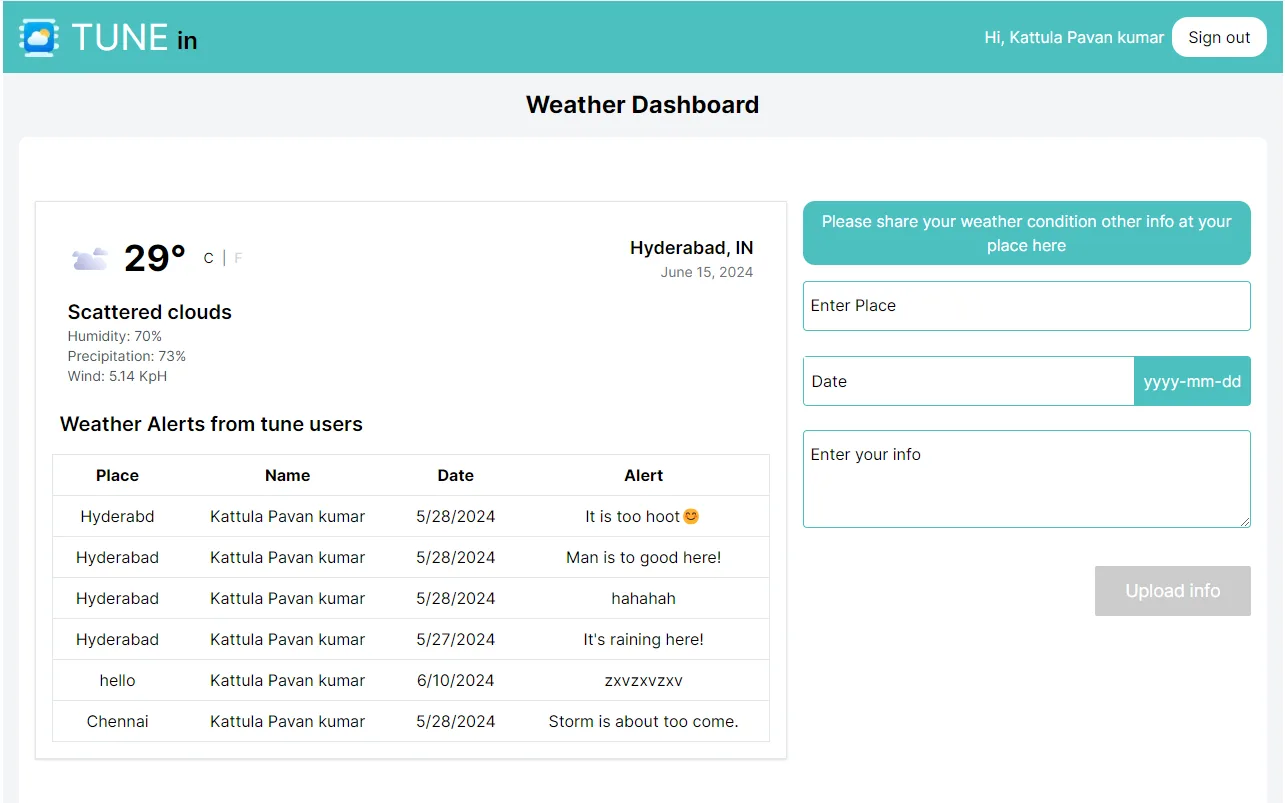 TUNE in
Hi, Kattula Pavan kumar
Sign out
Weather Dashboard
29° C | F
Hyderabad, IN
June 15, 2024
Scattered clouds
Humidity: 70%
Precipitation: 73%
Wind: 5.14 KpH
Weather Alerts from tune users
Place Name Date Alert
Hyderabd Kattula Pavan kumar 5/28/2024 It is too hoot😊
Hyderabad Kattula Pavan kumar 5/28/2024 Man is to good here!
Hyderabad Kattula Pavan kumar 5/28/2024 hahahah
Hyderabad Kattula Pavan kumar 5/27/2024 It's raining here!
hello Kattula Pavan kumar 6/10/2024 zxvzxvzxv
Chennai Kattula Pavan kumar 5/28/2024 Storm is about too come.
Please share your weather condition other info at your
place here
Enter Place
Date yyyy-mm-dd
Enter your info
Upload info